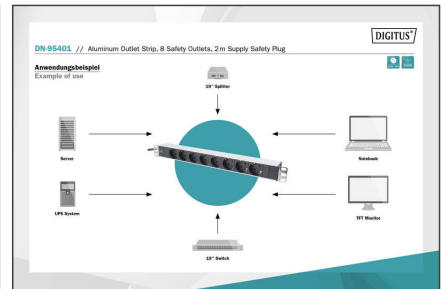 DIGITUS®
DN-95401 // Aluminum Outlet Strip, 8 Safety Outlets, 2m Supply Safety Plug
Anwendungsbeispiel
Example of use
19" Splitter
Server
Notebook
UPS System
TFT Monitor
19" Switch